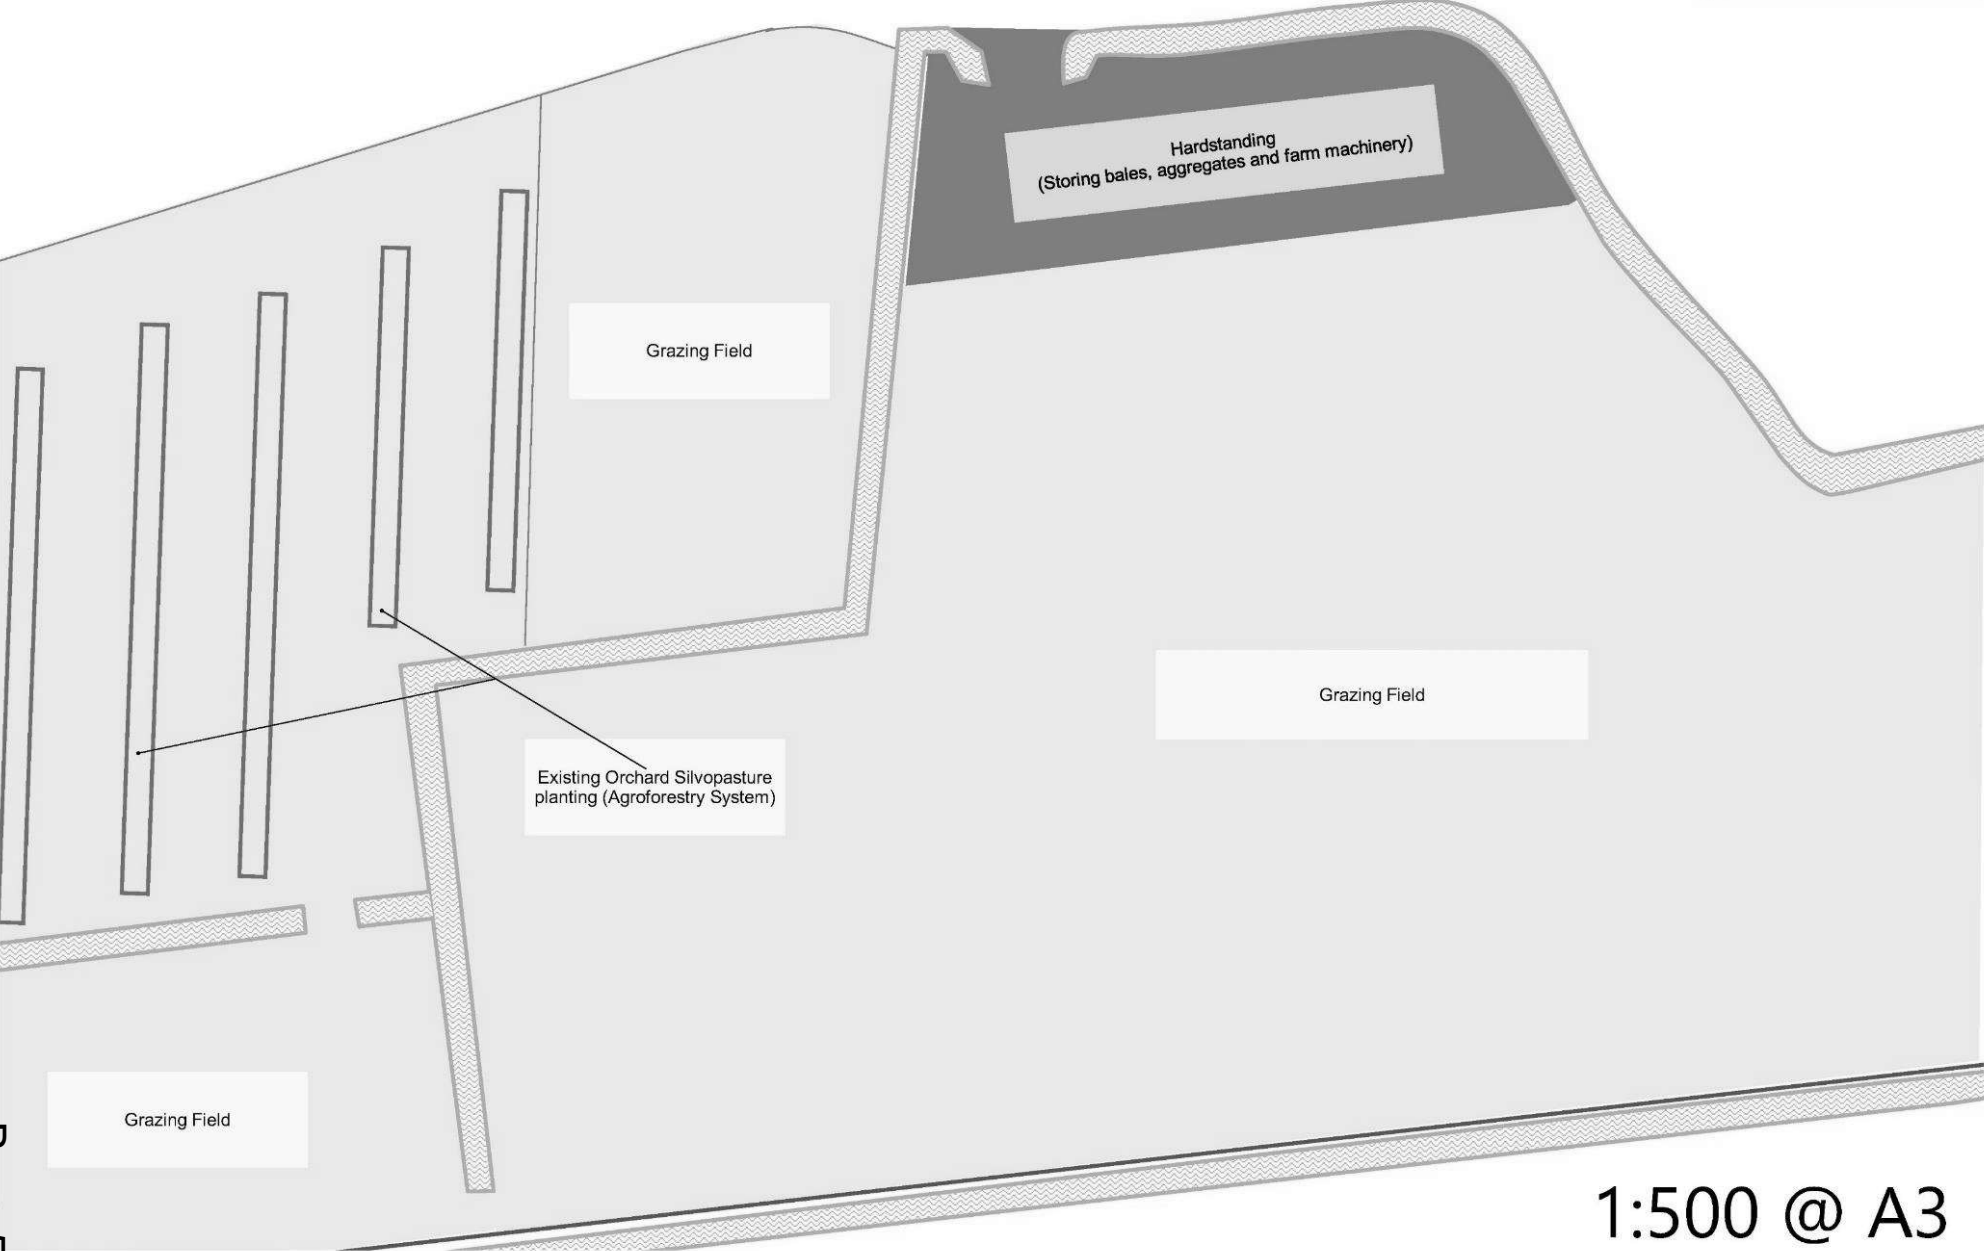 Hardstanding
(Storing bales, aggregates and farm machinery)
Grazing Field
Grazing Field
Existing Orchard Silvopasture
planting (Agroforestry System)
Grazing Field
1:500 @ A3